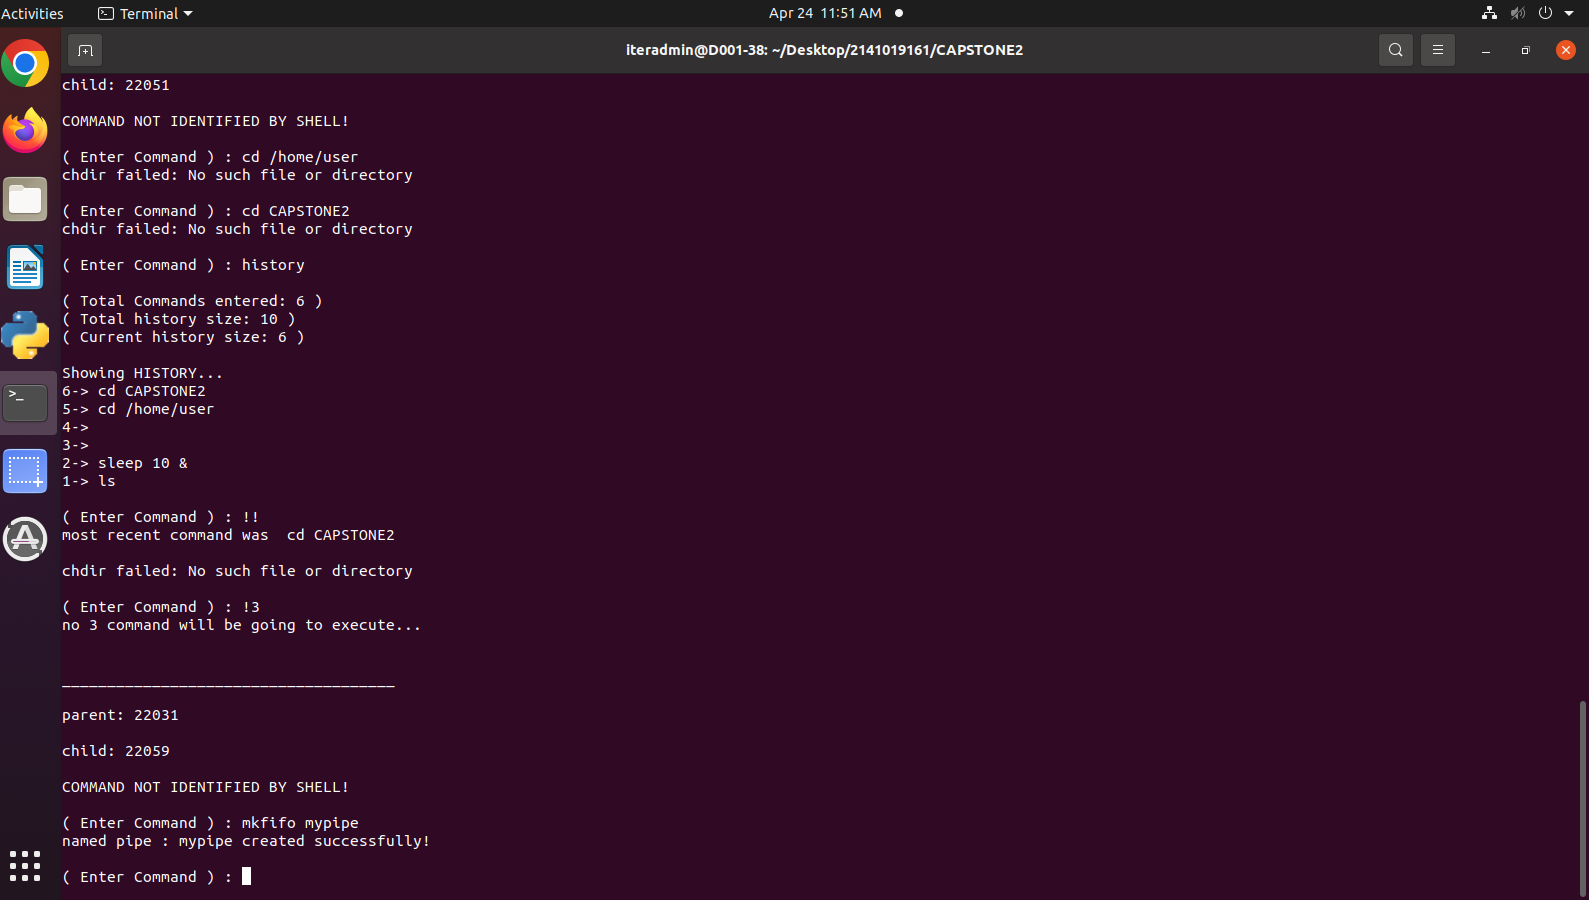 Activities
Terminal
Apr 24 11:51 AM
iteradmin@D001-38: ~/Desktop/2141019161/CAPSTONE2
child: 22051
COMMAND NOT IDENTIFIED BY SHELL!
( Enter Command ) : cd /home/user
chdir failed: No such file or directory
( Enter Command ) : cd CAPSTONE2
chdir failed: No such file or directory
( Enter Command ) : history
( Total Commands entered: 6 )
( Total history size: 10 )
( Current history size: 6 )
Showing HISTORY...
6-> cd CAPSTONE2
5-> cd /home/user
4->
3->
2-> sleep 10 &
1-> ls
( Enter Command ) : !!
most recent command was  cd CAPSTONE2
chdir failed: No such file or directory
( Enter Command ) : !3
no 3 command will be going to execute...
_____________________________________
parent: 22031
child: 22059
COMMAND NOT IDENTIFIED BY SHELL!
( Enter Command ) : mkfifo mypipe
named pipe : mypipe created successfully!
( Enter Command ) :